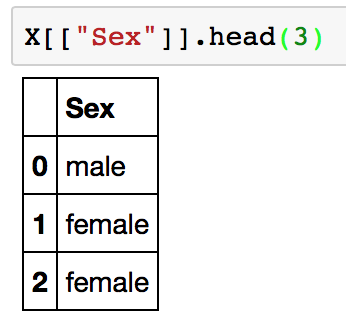 X[["Sex"]].head(3)
Sex
0 male
1 female
2 female